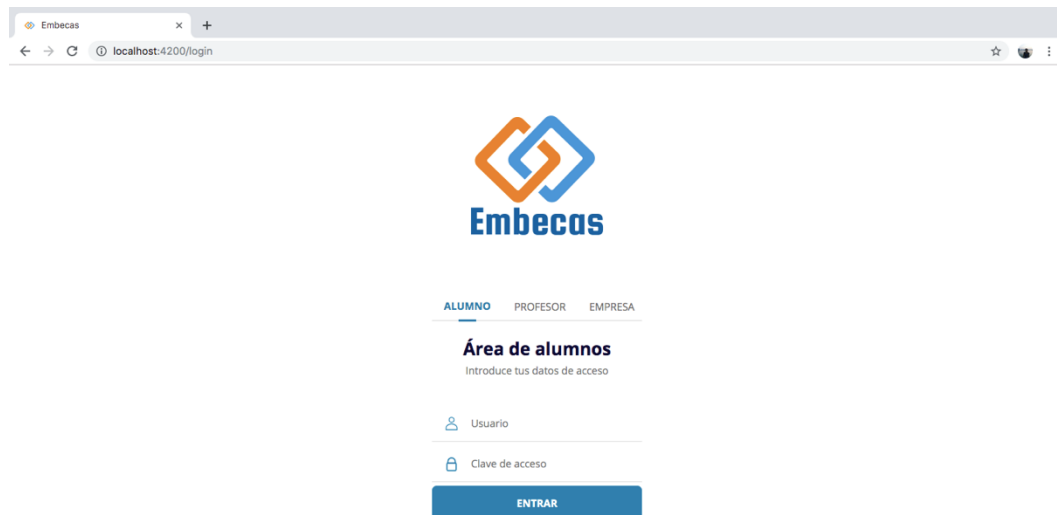 Embecas
localhost:4200/login
Embecas
ALUMNO PROFESOR EMPRESA
Área de alumnos
Introduce tus datos de acceso
Usuario
Clave de acceso
ENTRAR